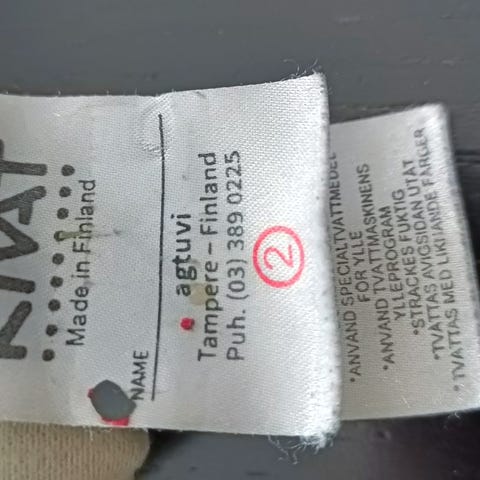 Made in Finland
NAME
agtuvi
Tampere – Finland
Puh. (03) 389 0225
2
*ANVÄND SPECIALTVÄTTMEDEL
FÖR YLLE
*ANVÄND TVÄTTMASKINENS
YLLEPROGRAM
*STRÄCKES FUKTIG
*TVÄTTAS AVIGSIDAN UTÅT
*TVÄTTAS MED LIKNANDE FÄRGER